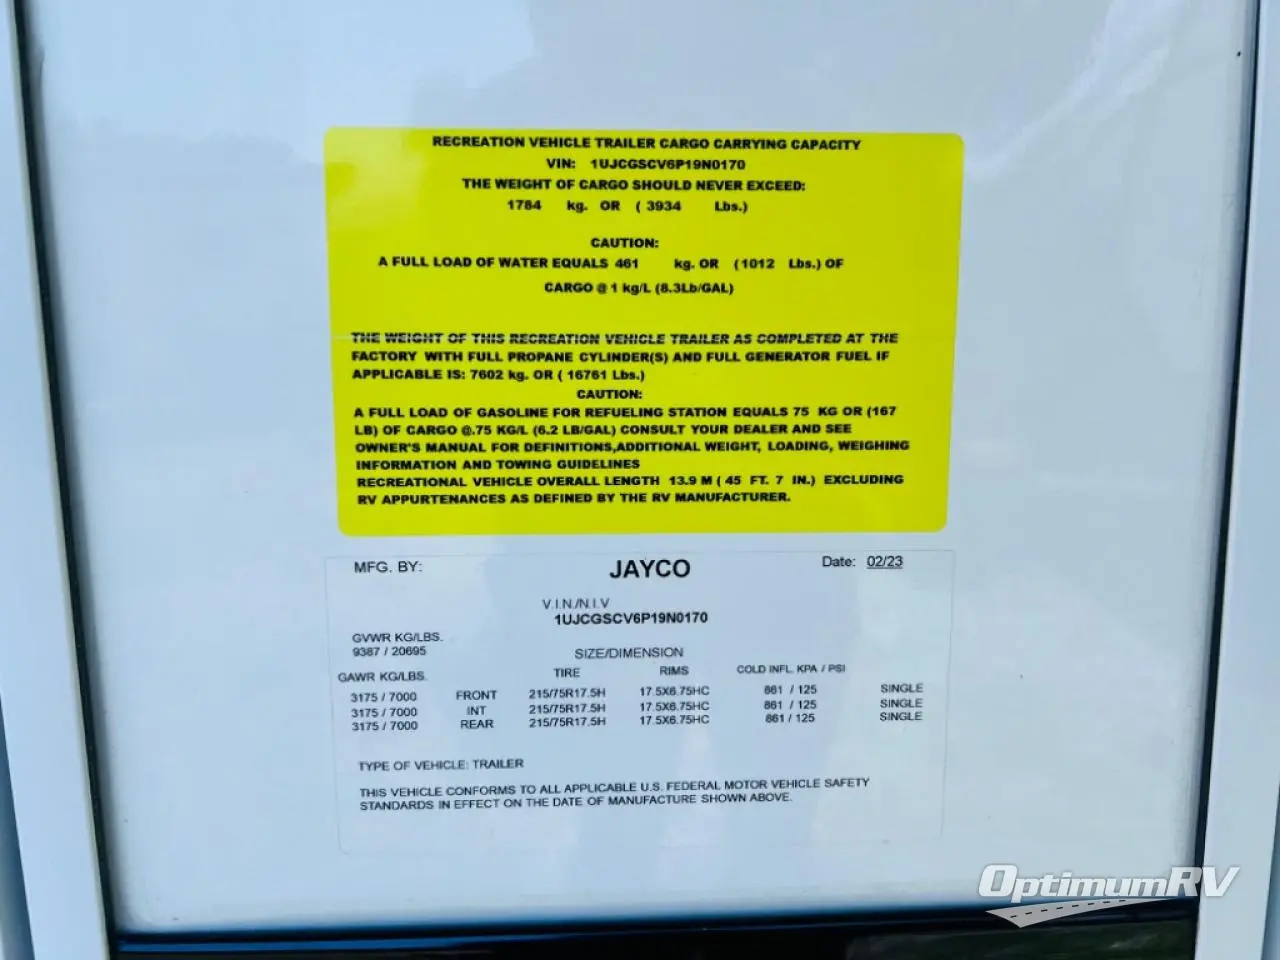 RECREATION VEHICLE TRAILER CARGO CARRYING CAPACITY
VIN: 1UJCGSCV6P19N0170
THE WEIGHT OF CARGO SHOULD NEVER EXCEED:
1784 kg. OR ( 3934 Lbs.)
CAUTION:
A FULL LOAD OF WATER EQUALS 461 kg. OR (1012 Lbs.) OF
CARGO @ 1 kg/L (8.3Lb/GAL)
THE WEIGHT OF THIS RECREATION VEHICLE TRAILER AS COMPLETED AT THE
FACTORY WITH FULL PROPANE CYLINDER(S) AND FULL GENERATOR FUEL IF
APPLICABLE IS: 7602 kg. OR ( 16761 Lbs.)
CAUTION:
A FULL LOAD OF GASOLINE FOR REFUELING STATION EQUALS 75 KG OR (167
LB) OF CARGO @.75 KG/L (6.2 LB/GAL) CONSULT YOUR DEALER AND SEE
OWNER'S MANUAL FOR DEFINITIONS,ADDITIONAL WEIGHT, LOADING, WEIGHING
INFORMATION AND TOWING GUIDELINES
RECREATIONAL VEHICLE OVERALL LENGTH 13.9 M ( 45 FT. 7 IN.) EXCLUDING
RV APPURTENANCES AS DEFINED BY THE RV MANUFACTURER.
MFG. BY: JAYCO Date: 02/23
V.I.N./N.I.V
1UJCGSCV6P19N0170
GVWR KG/LBS.
9387 / 20695
SIZE/DIMENSION
GAWR KG/LBS. TIRE RIMS COLD INFL. KPA / PSI
3175 / 7000 FRONT 215/75R17.5H 17.5X6.75HC 861 / 125 SINGLE
3175 / 7000 INT 215/75R17.5H 17.5X6.75HC 861 / 125 SINGLE
3175 / 7000 REAR 215/75R17.5H 17.5X6.75HC 861 / 125 SINGLE
TYPE OF VEHICLE: TRAILER
THIS VEHICLE CONFORMS TO ALL APPLICABLE U.S. FEDERAL MOTOR VEHICLE SAFETY
STANDARDS IN EFFECT ON THE DATE OF MANUFACTURE SHOWN ABOVE.
OptimumRV